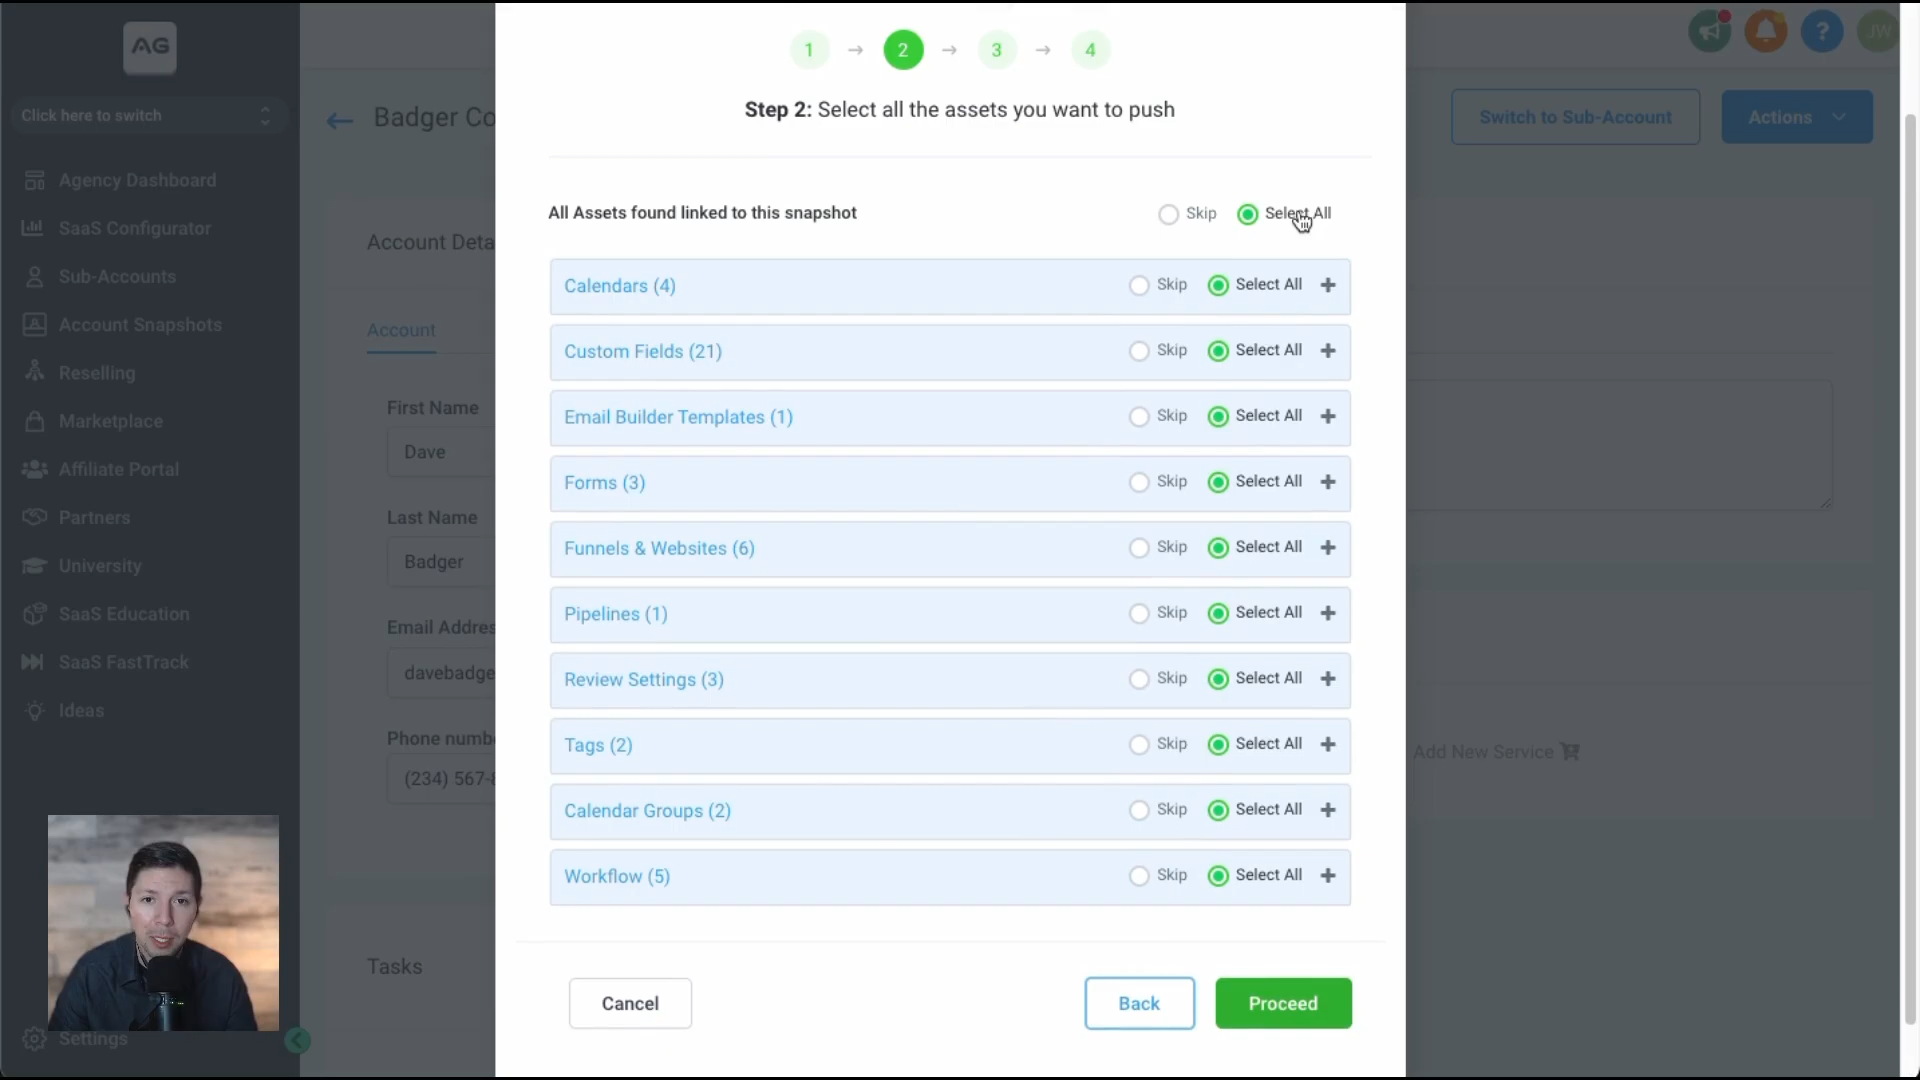 AG
Click here to switch
Agency Dashboard
SaaS Configurator
Sub-Accounts
Account Snapshots
Reselling
Marketplace
Affiliate Portal
Partners
University
SaaS Education
SaaS FastTrack
Ideas
Settings
Badger Co
Switch to Sub-Account
Actions
?
JW
Account Deta
Account
First Name
Dave
Last Name
Badger
Email Addres
davebadge
Phone numb
(234) 567-8
Tasks
Add New Service
1 → 2 → 3 → 4
Step 2: Select all the assets you want to push
All Assets found linked to this snapshot Skip Select All
Calendars (4) Skip Select All +
Custom Fields (21) Skip Select All +
Email Builder Templates (1) Skip Select All +
Forms (3) Skip Select All +
Funnels & Websites (6) Skip Select All +
Pipelines (1) Skip Select All +
Review Settings (3) Skip Select All +
Tags (2) Skip Select All +
Calendar Groups (2) Skip Select All +
Workflow (5) Skip Select All +
Cancel Back Proceed